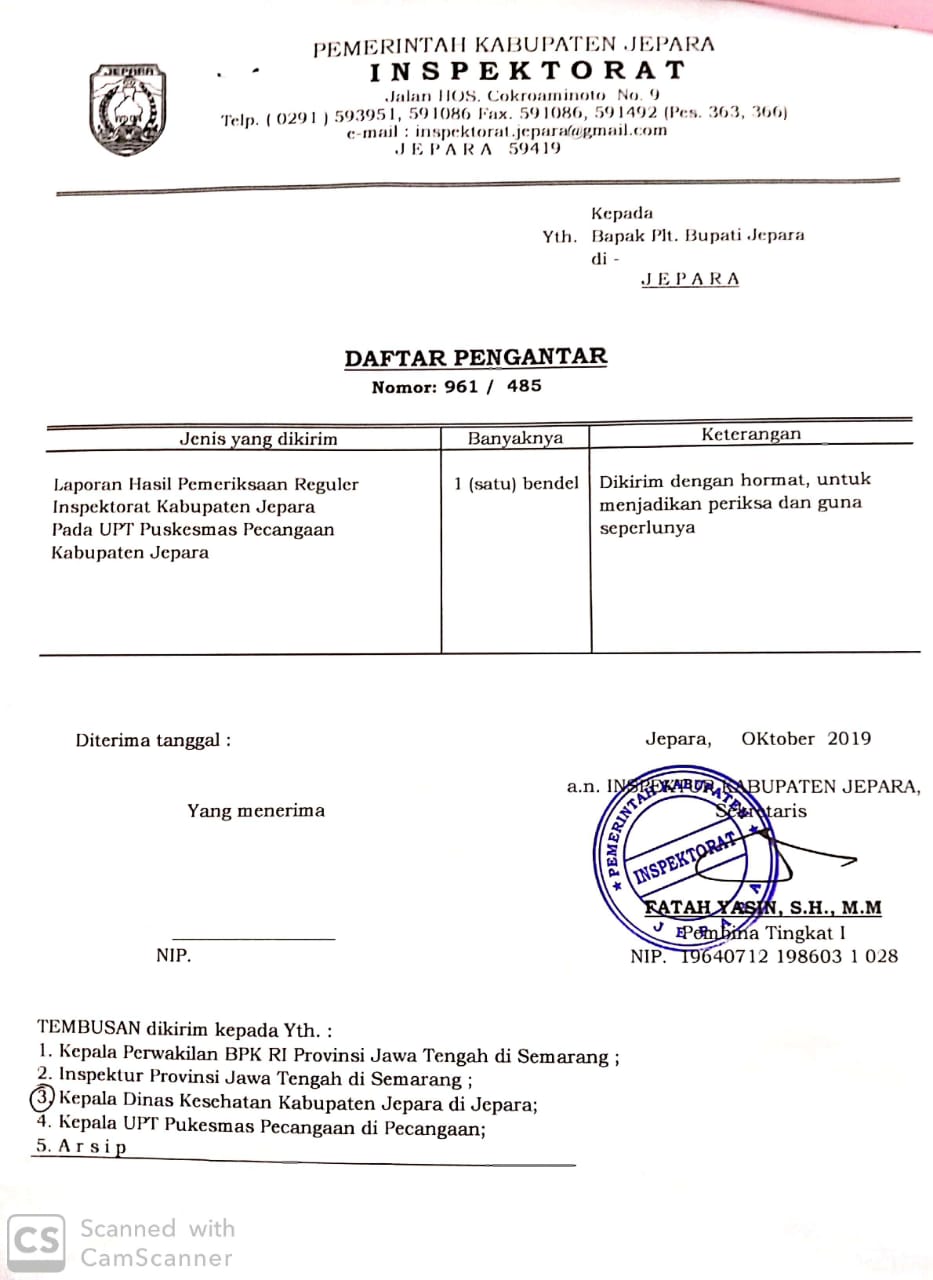 PEMERINTAH KABUPATEN JEPARA
INSPEKTORAT
Jalan HOS. Cokroaminoto No. 9
Telp. ( 0291 ) 593951, 591086 Fax. 591086, 591492 (Pes. 363, 366)
e-mail : inspektorat.jepara@gmail.com
J E P A R A 59419
JEPARA
Kepada
Yth. Bapak Plt. Bupati Jepara
di -
J E P A R A
DAFTAR PENGANTAR
Nomor: 961 / 485
Jenis yang dikirim Banyaknya Keterangan
Laporan Hasil Pemeriksaan Reguler 1 (satu) bendel Dikirim dengan hormat, untuk
Inspektorat Kabupaten Jepara menjadikan periksa dan guna
Pada UPT Puskesmas Pecangaan seperlunya
Kabupaten Jepara
Diterima tanggal : Jepara, OKtober 2019
a.n. INSPEKTUR KABUPATEN JEPARA,
Yang menerima Sekretaris
PEMERINTAH KABUPATEN
INSPEKTORAT
J E P A R A
FATAH YASIN, S.H., M.M
Pembina Tingkat I
NIP. NIP. 19640712 198603 1 028
TEMBUSAN dikirim kepada Yth. :
1. Kepala Perwakilan BPK RI Provinsi Jawa Tengah di Semarang ;
2. Inspektur Provinsi Jawa Tengah di Semarang ;
3. Kepala Dinas Kesehatan Kabupaten Jepara di Jepara;
4. Kepala UPT Pukesmas Pecangaan di Pecangaan;
5. A r s i p
CS Scanned with
CamScanner